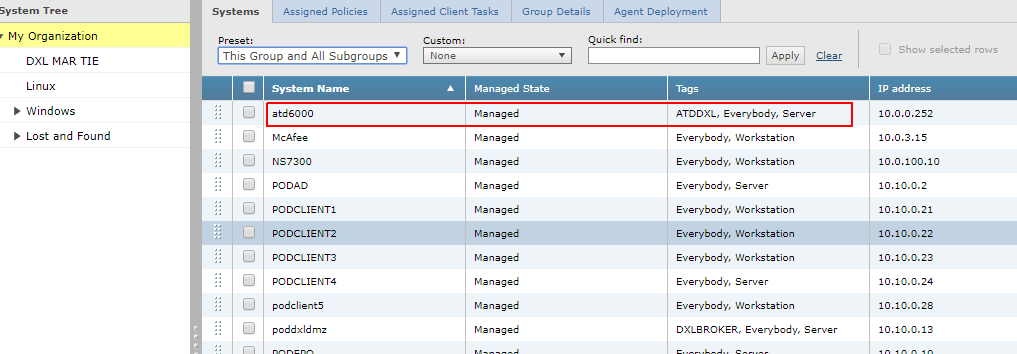 System Tree
My Organization
DXL MAR TIE
Linux
Windows
Lost and Found
Systems Assigned Policies Assigned Client Tasks Group Details Agent Deployment
Preset: Custom: Quick find:
This Group and All Subgroups None Apply Clear Show selected rows
System Name Managed State Tags IP address
atd6000 Managed ATDDXL, Everybody, Server 10.0.0.252
McAfee Managed Everybody, Workstation 10.0.3.15
NS7300 Managed Everybody, Workstation 10.0.100.10
PODAD Managed Everybody, Server 10.10.0.2
PODCLIENT1 Managed Everybody, Workstation 10.10.0.21
PODCLIENT2 Managed Everybody, Workstation 10.10.0.22
PODCLIENT3 Managed Everybody, Workstation 10.10.0.23
PODCLIENT4 Managed Everybody, Server 10.10.0.24
podclient5 Managed Everybody, Workstation 10.10.0.28
poddxldmz Managed DXLBROKER, Everybody, Server 10.10.0.13